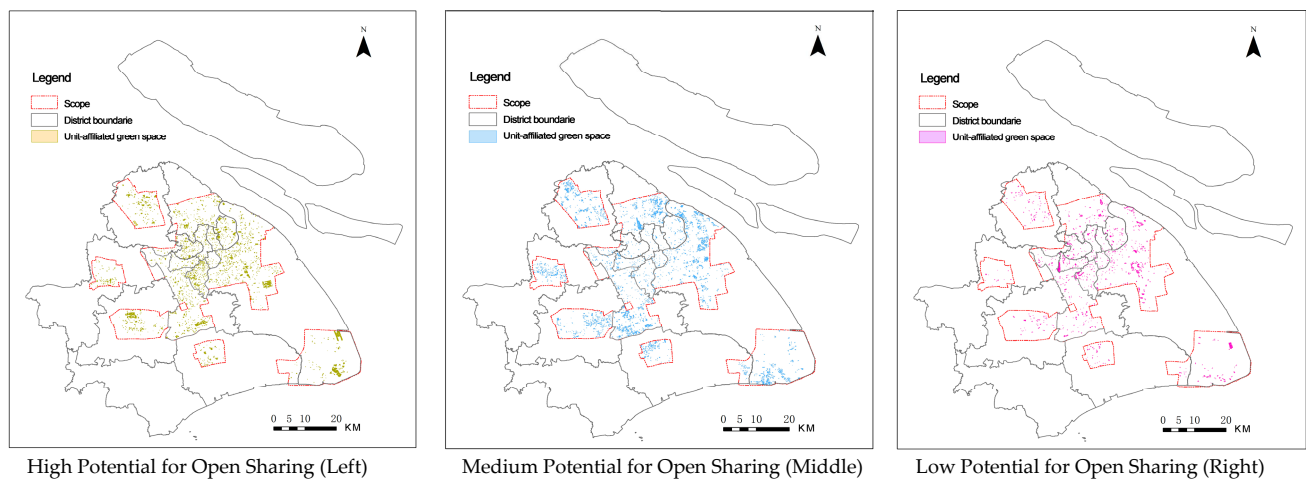 N
Legend
Scope
District boundarie
Unit-affiliated green space
0 5 10 20
KM
N
Legend
Scope
District boundarie
Unit-affiliated green space
0 5 10 20
KM
N
Legend
Scope
District boundarie
Unit-affiliated green space
0 5 10 20
KM
High Potential for Open Sharing (Left)
Medium Potential for Open Sharing (Middle)
Low Potential for Open Sharing (Right)